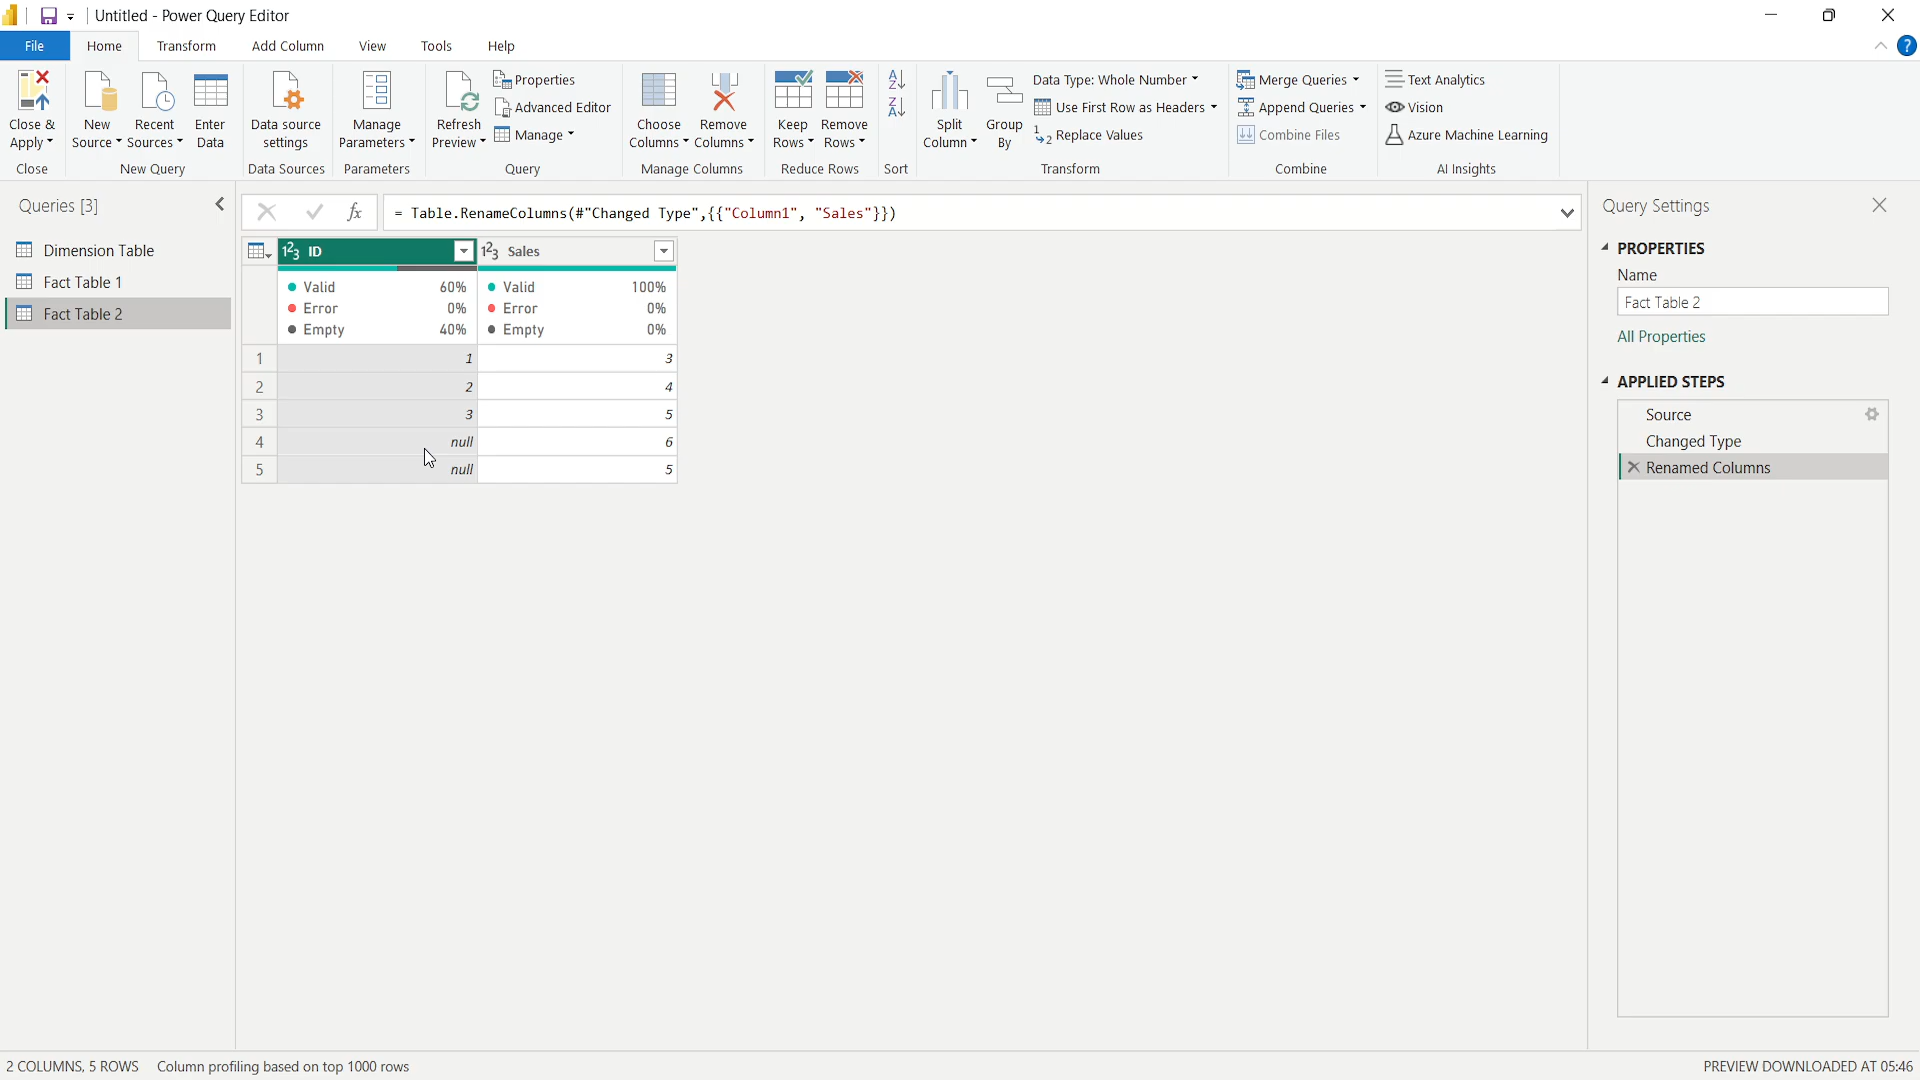 Untitled - Power Query Editor
File Home Transform Add Column View Tools Help
Close & Apply
Close
New Source
Recent Sources
Enter Data
New Query
Data source settings
Data Sources
Manage Parameters
Parameters
Refresh Preview
Properties
Advanced Editor
Manage
Query
Choose Columns
Remove Columns
Manage Columns
Keep Rows
Remove Rows
Reduce Rows
Sort
Split Column
Group By
Data Type: Whole Number
Use First Row as Headers
Replace Values
Transform
Merge Queries
Append Queries
Combine Files
Combine
Text Analytics
Vision
Azure Machine Learning
AI Insights
Queries [3]
Dimension Table
Fact Table 1
Fact Table 2
fx = Table.RenameColumns(#"Changed Type",{{"Column1", "Sales"}})
123 ID 123 Sales
Valid 60% Valid 100%
Error 0% Error 0%
Empty 40% Empty 0%
1 1 3
2 2 4
3 3 5
4 null 6
5 null 5
Query Settings
PROPERTIES
Name
Fact Table 2
All Properties
APPLIED STEPS
Source
Changed Type
Renamed Columns
2 COLUMNS, 5 ROWS Column profiling based on top 1000 rows
PREVIEW DOWNLOADED AT 05:46